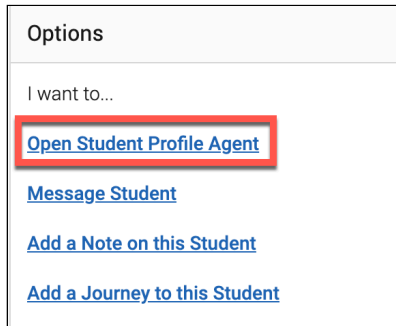 Options
I want to...
Open Student Profile Agent
Message Student
Add a Note on this Student
Add a Journey to this Student